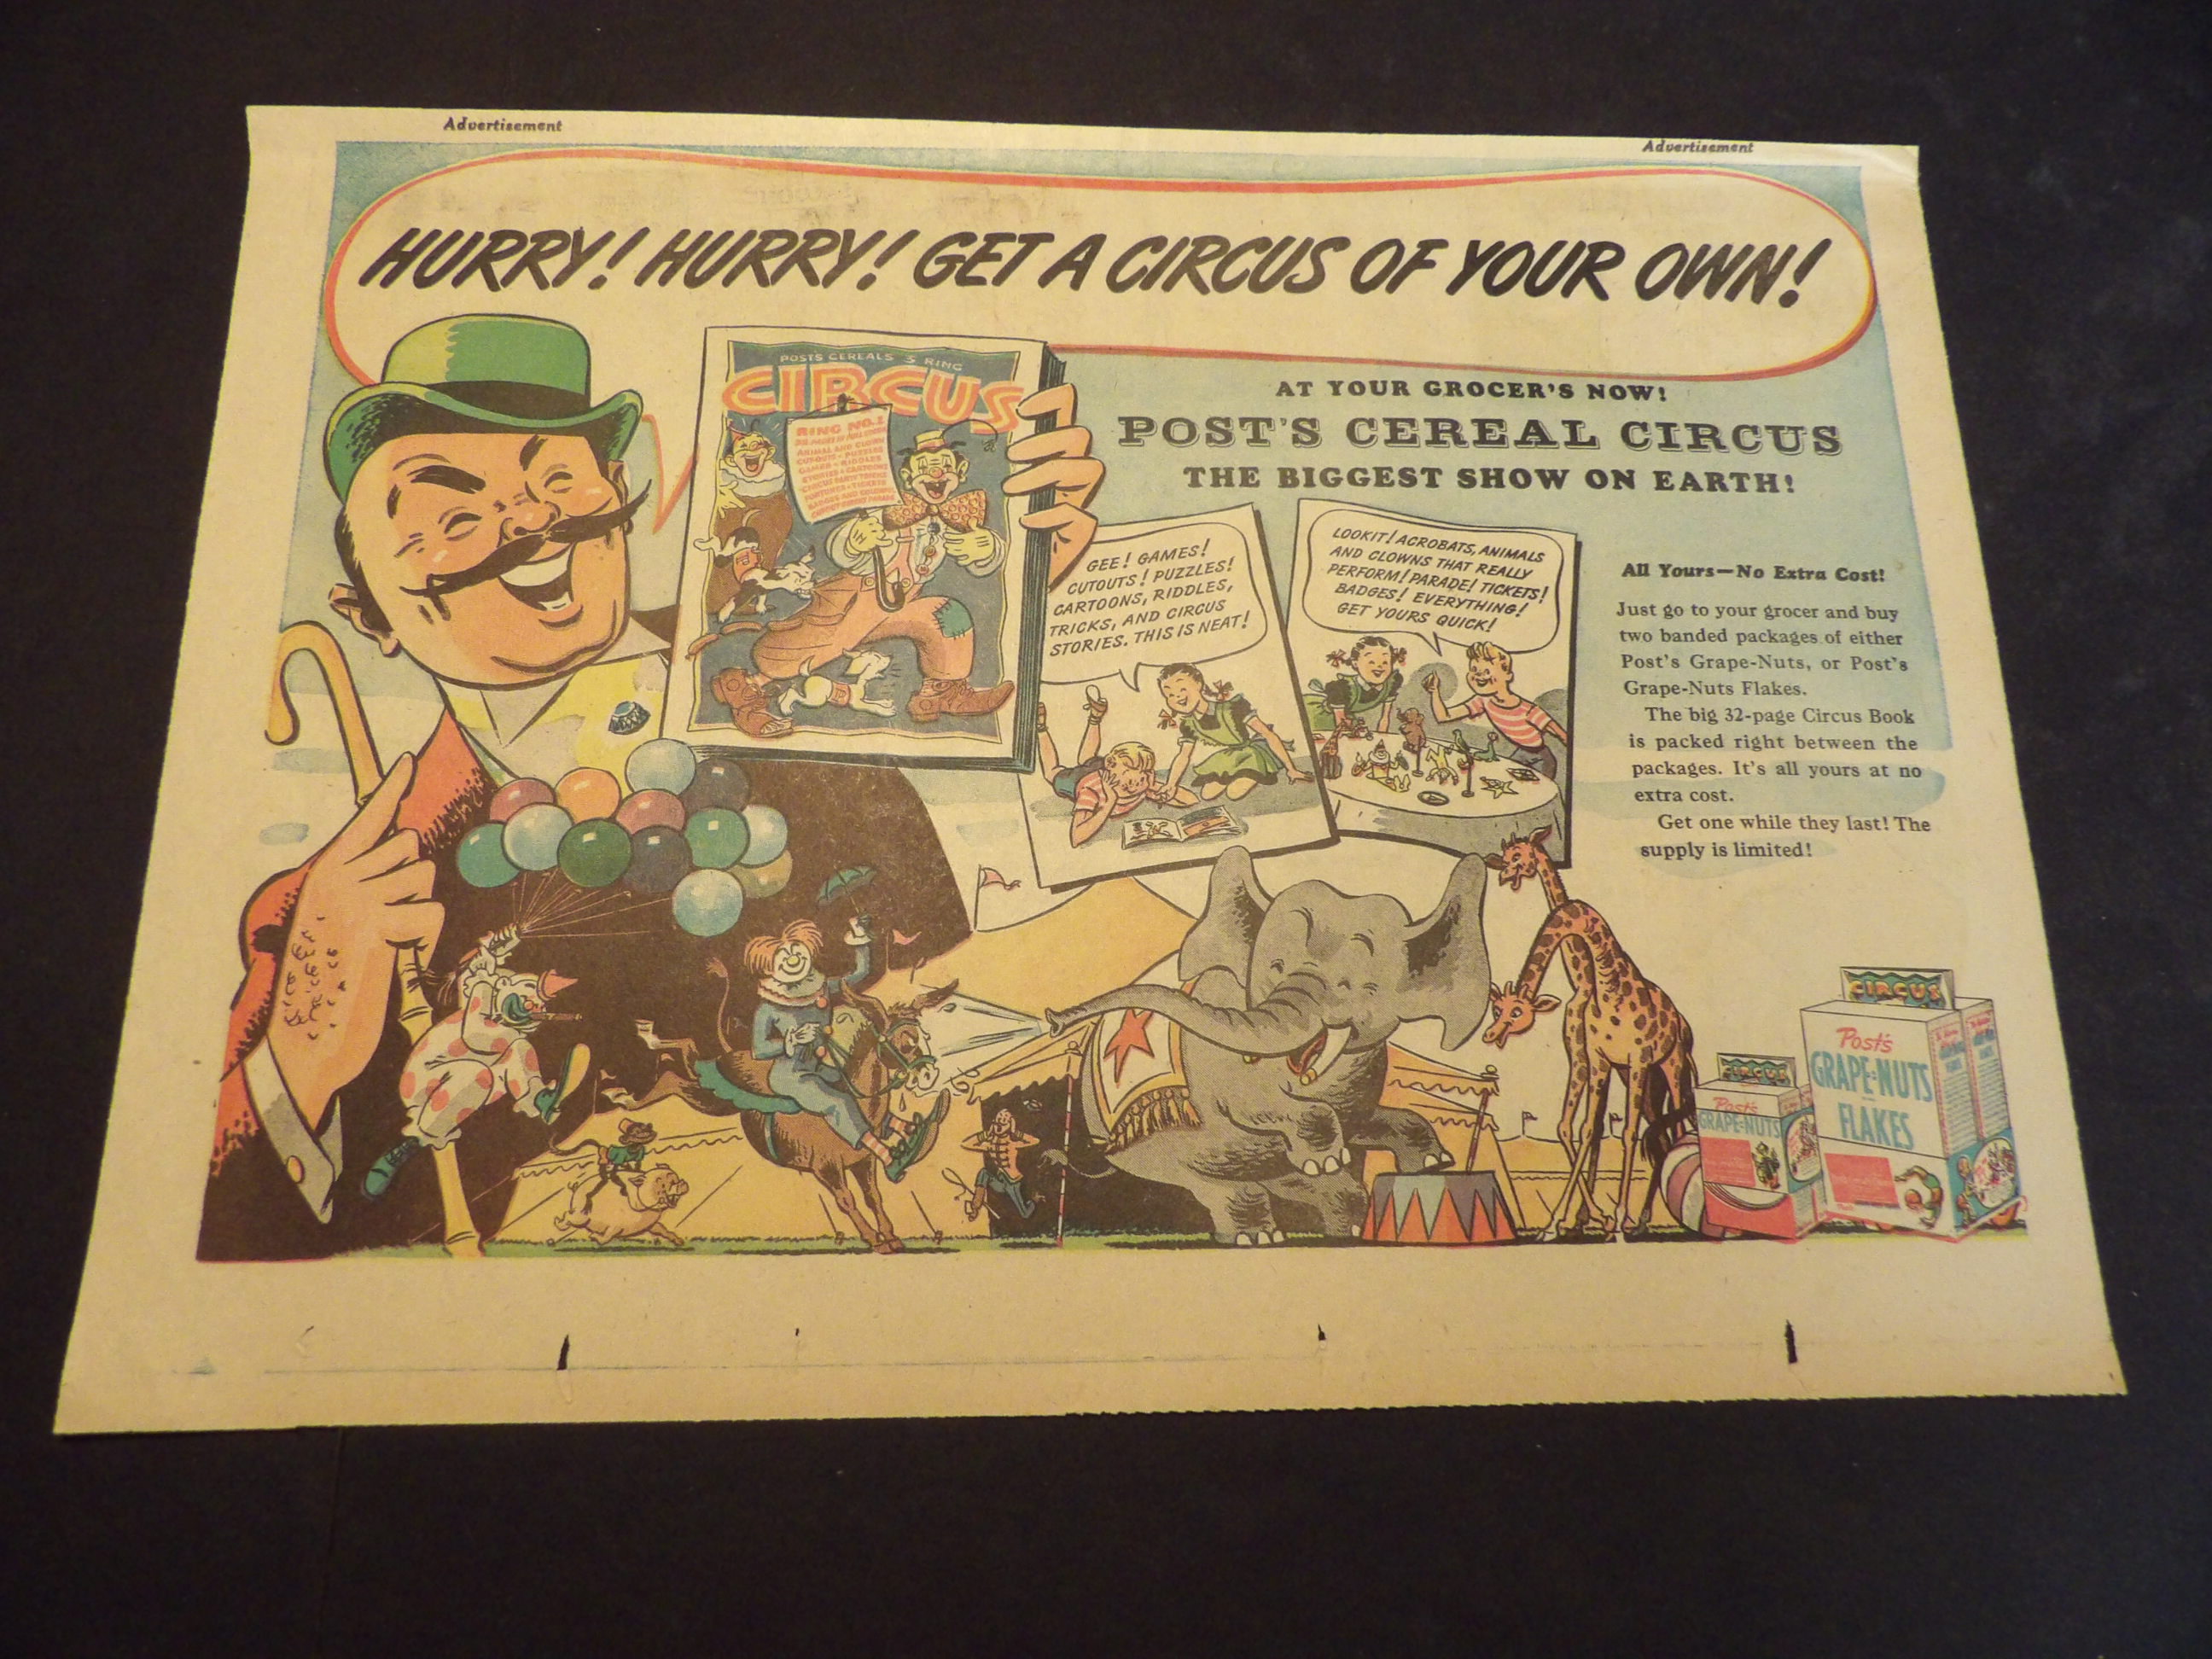 Advertisement
Advertisement
HURRY! HURRY! GET A CIRCUS OF YOUR OWN!
POSTS CEREALS 3 RING
CIRCUS
RING NO.1
AT YOUR GROCER'S NOW!
POST'S CEREAL CIRCUS
THE BIGGEST SHOW ON EARTH!
GEE! GAMES!
CUTOUTS! PUZZLES!
CARTOONS, RIDDLES,
TRICKS, AND CIRCUS
STORIES. THIS IS NEAT!
LOOKIT! ACROBATS, ANIMALS
AND CLOWNS THAT REALLY
PERFORM! PARADE! TICKETS!
BADGES! EVERYTHING!
GET YOURS QUICK!
All Yours—No Extra Cost!
Just go to your grocer and buy
two banded packages of either
Post's Grape-Nuts, or Post's
Grape-Nuts Flakes.
The big 32-page Circus Book
is packed right between the
packages. It's all yours at no
extra cost.
Get one while they last! The
supply is limited!
CIRCUS
Post's
GRAPE-NUTS
CIRCUS
Post's
GRAPE-NUTS
FLAKES